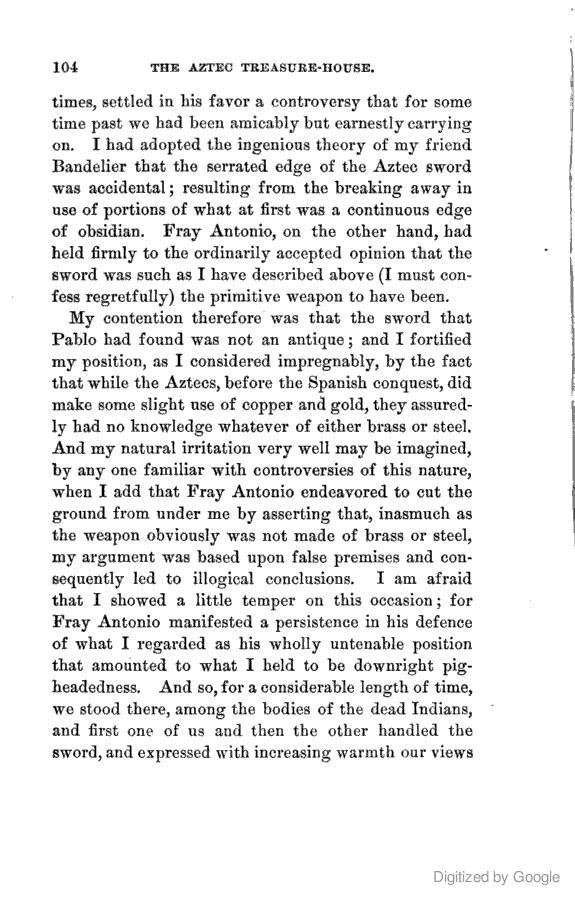 104 THE AZTEC TREASURE-HOUSE.
times, settled in his favor a controversy that for some
time past we had been amicably but earnestly carrying
on. I had adopted the ingenious theory of my friend
Bandelier that the serrated edge of the Aztec sword
was accidental; resulting from the breaking away in
use of portions of what at first was a continuous edge
of obsidian. Fray Antonio, on the other hand, had
held firmly to the ordinarily accepted opinion that the
sword was such as I have described above (I must con-
fess regretfully) the primitive weapon to have been.
My contention therefore was that the sword that
Pablo had found was not an antique; and I fortified
my position, as I considered impregnably, by the fact
that while the Aztecs, before the Spanish conquest, did
make some slight use of copper and gold, they assured-
ly had no knowledge whatever of either brass or steel.
And my natural irritation very well may be imagined,
by any one familiar with controversies of this nature,
when I add that Fray Antonio endeavored to cut the
ground from under me by asserting that, inasmuch as
the weapon obviously was not made of brass or steel,
my argument was based upon false premises and con-
sequently led to illogical conclusions. I am afraid
that I showed a little temper on this occasion; for
Fray Antonio manifested a persistence in his defence
of what I regarded as his wholly untenable position
that amounted to what I held to be downright pig-
headedness. And so, for a considerable length of time,
we stood there, among the bodies of the dead Indians,
and first one of us and then the other handled the
sword, and expressed with increasing warmth our views
Digitized by Google